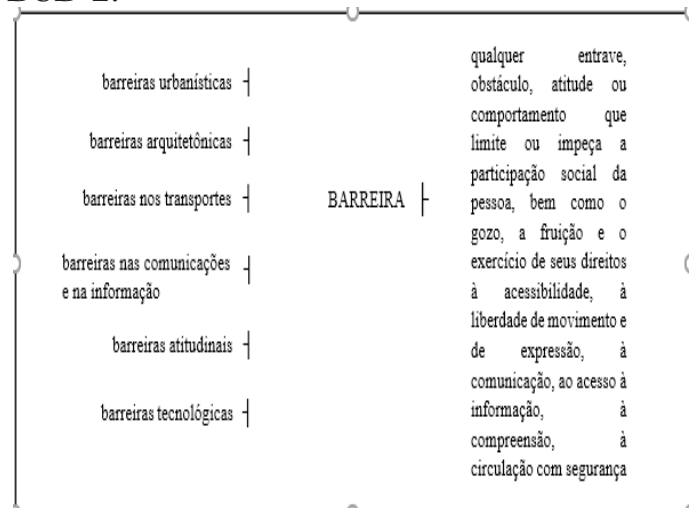 barreiras urbanísticas ┤
barreiras arquitetônicas ┤
barreiras nos transportes ┤
barreiras nas comunicações ┤
e na informação
barreiras atitudinais ┤
barreiras tecnológicas ┤
BARREIRA ├
qualquer entrave,
obstáculo, atitude ou
comportamento que
limite ou impeça a
participação social da
pessoa, bem como o
gozo, a fruição e o
exercício de seus direitos
à acessibilidade, à
liberdade de movimento e
de expressão, à
comunicação, ao acesso à
informação, à
compreensão, à
circulação com segurança